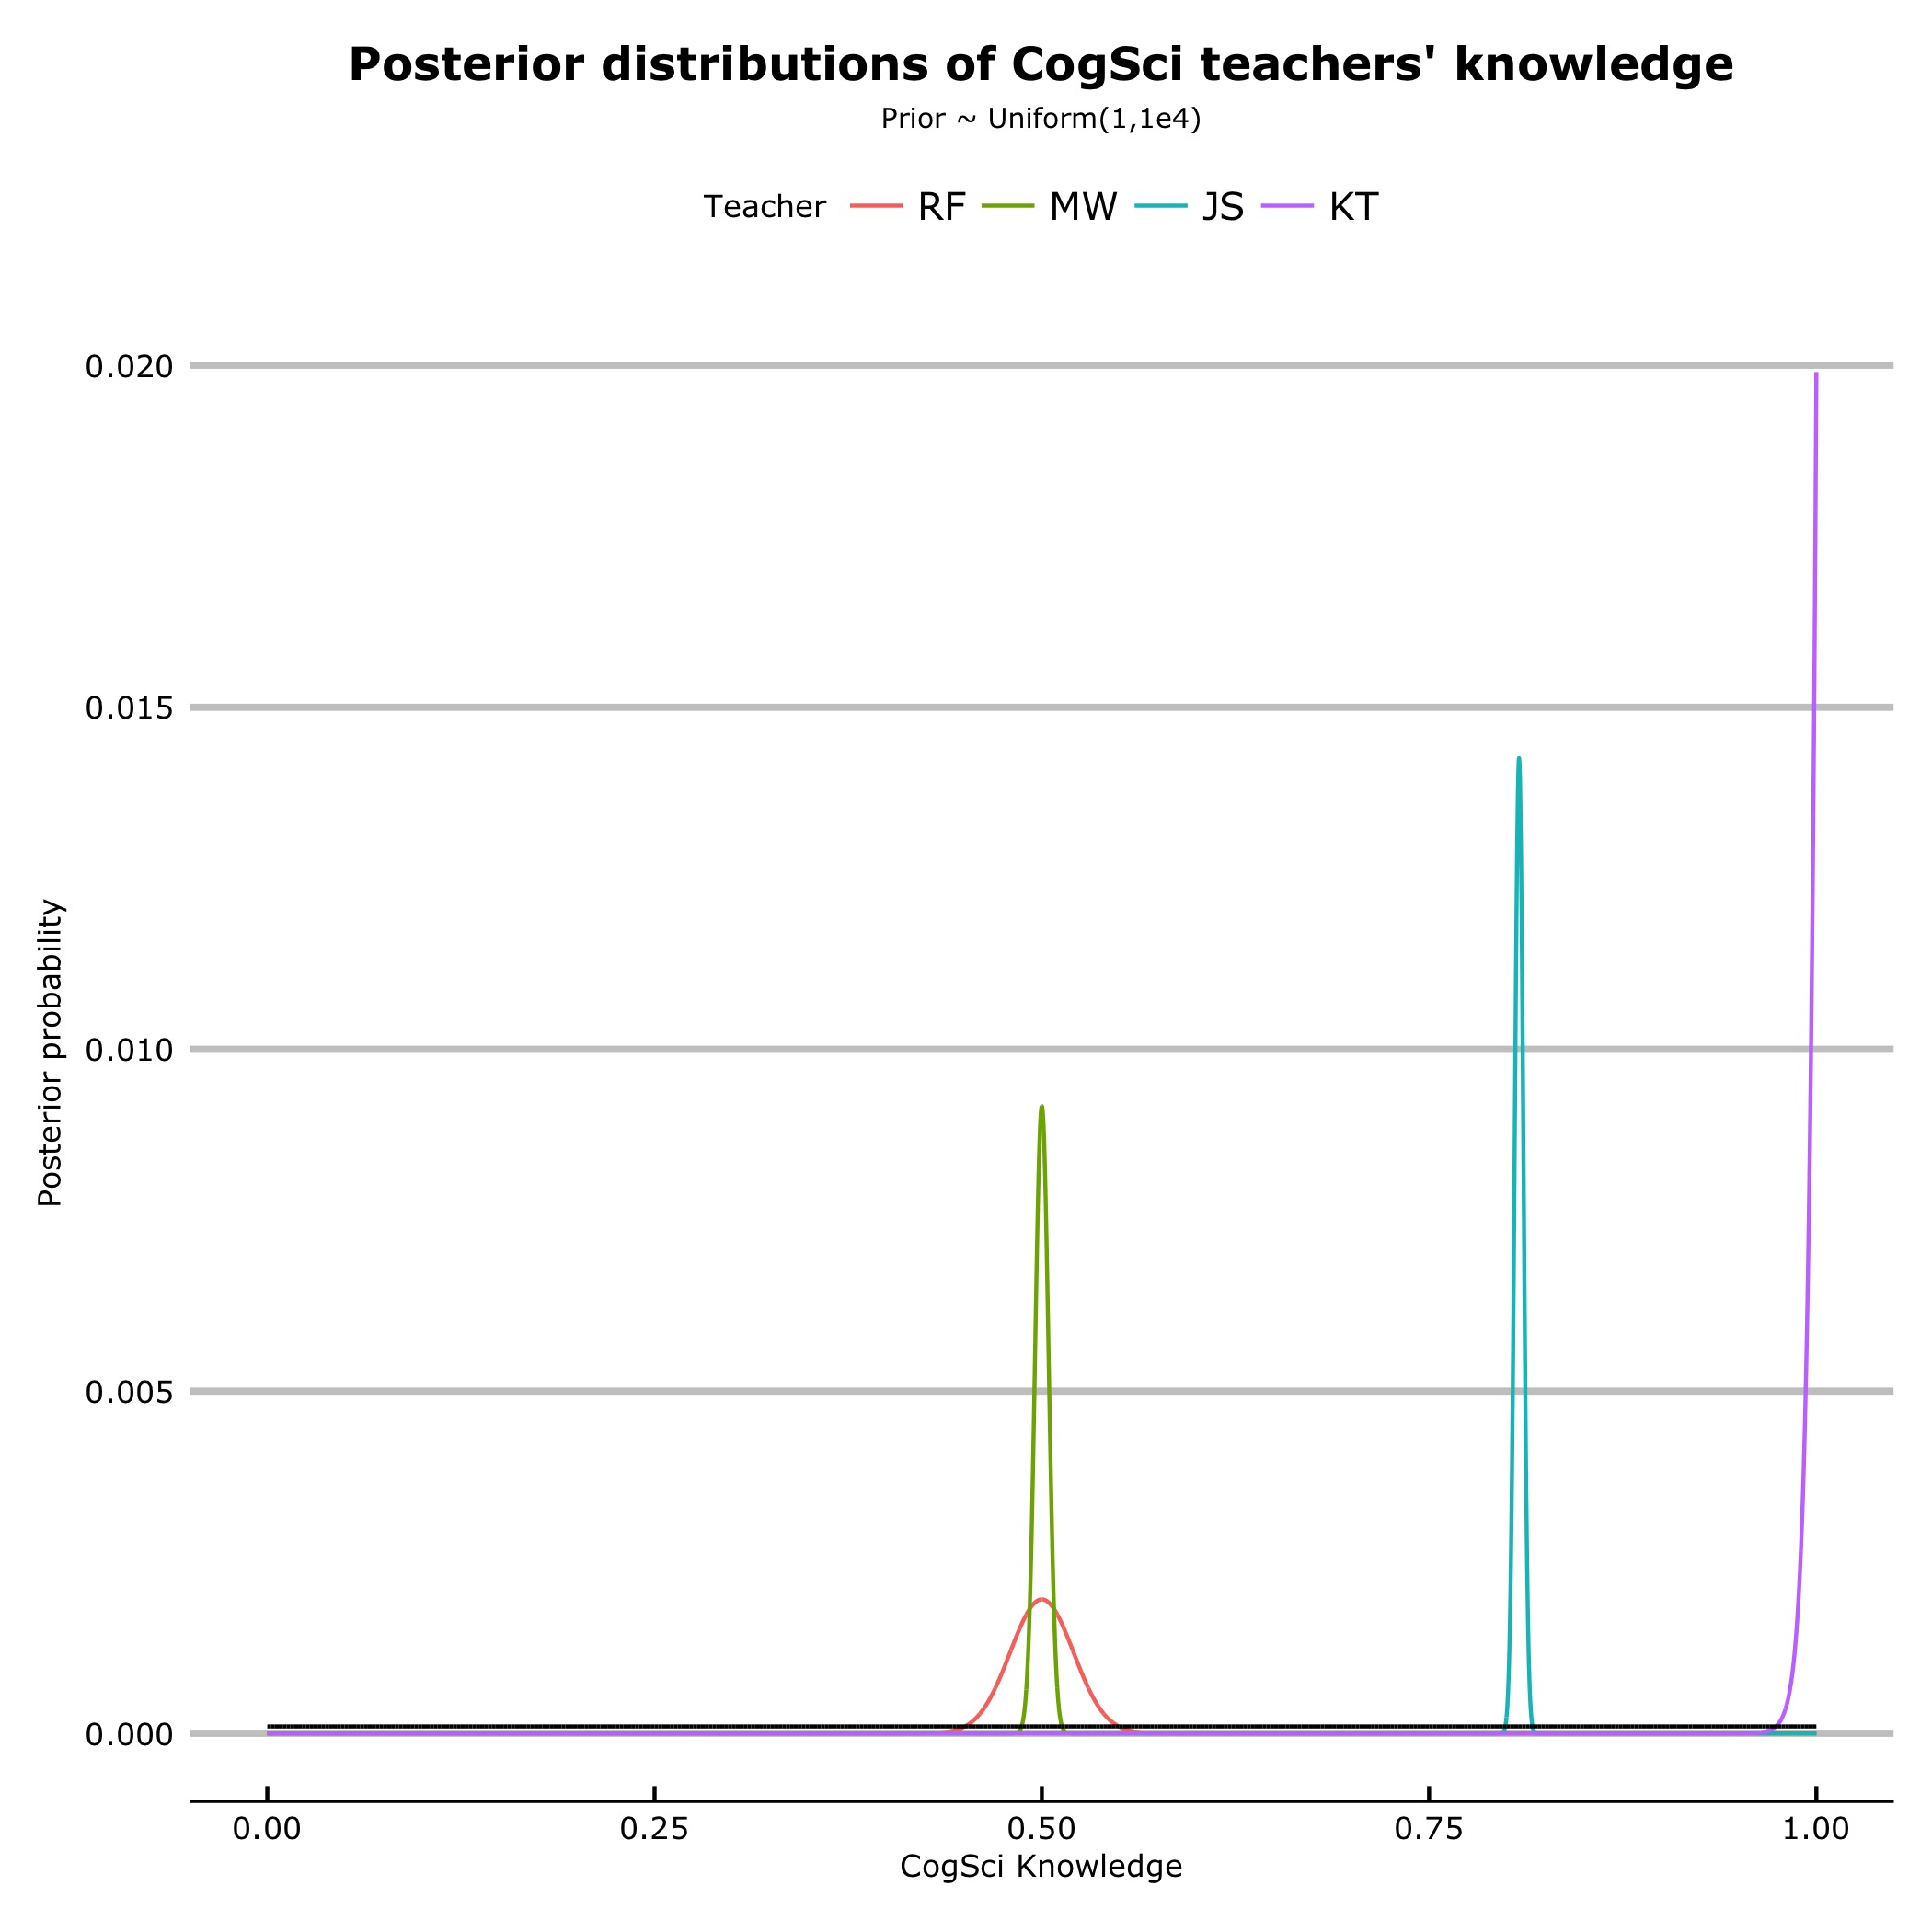 Posterior distributions of CogSci teachers' knowledge
Prior ~ Uniform(1,1e4)
Teacher RF MW JS KT
0.020
0.015
0.010
0.005
0.000
Posterior probability
0.00 0.25 0.50 0.75 1.00
CogSci Knowledge